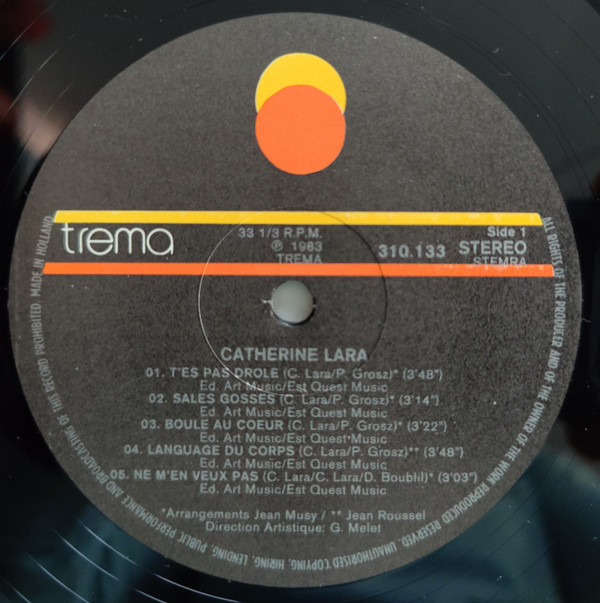 trema
33 1/3 R.P.M.
℗ 1983
TREMA
310.133
Side 1
STEREO
STEMRA
CATHERINE LARA
01. T'ES PAS DROLE (C. Lara/P. Grosz)* (3'48")
Ed. Art Music/Est Quest Music
02. SALES GOSSES (C. Lara/P. Grosz)* (3'14")
Ed. Art Music/Est Quest Music
03. BOULE AU COEUR (C. Lara/P. Grosz)* (3'22")
Ed. Art Music/Est Quest Music
04. LANGUAGE DU CORPS (C. Lara/P. Grosz)** (3'48")
Ed. Art Music/Est Quest Music
05. NE M'EN VEUX PAS (C. Lara/C. Lara/D. Boublil)* (3'03")
Ed. Art Music/Est Quest Music
*Arrangements Jean Musy / ** Jean Roussel
Direction Artistique: G. Melet
ALL RIGHTS OF THE PRODUCER AND OF THE OWNER OF THE WORK REPRODUCED RESERVED. UNAUTHORISED COPYING, HIRING, LENDING, PUBLIC PERFORMANCE AND BROADCASTING OF THIS RECORD PROHIBITED MADE IN HOLLAND